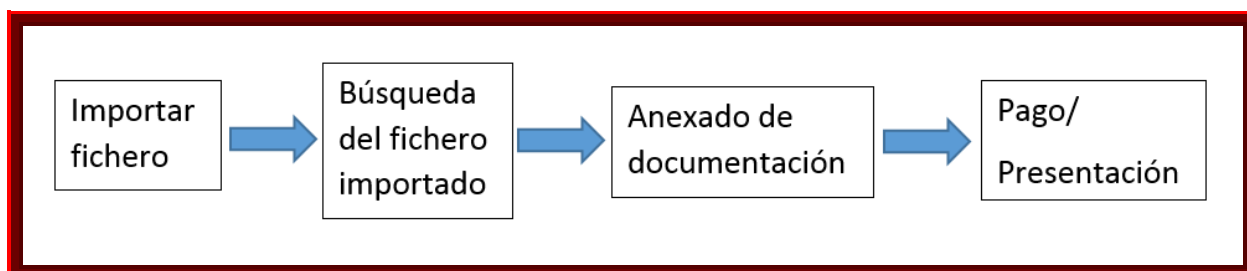 Importar
fichero
Búsqueda
del fichero
importado
Anexado de
documentación
Pago/
Presentación